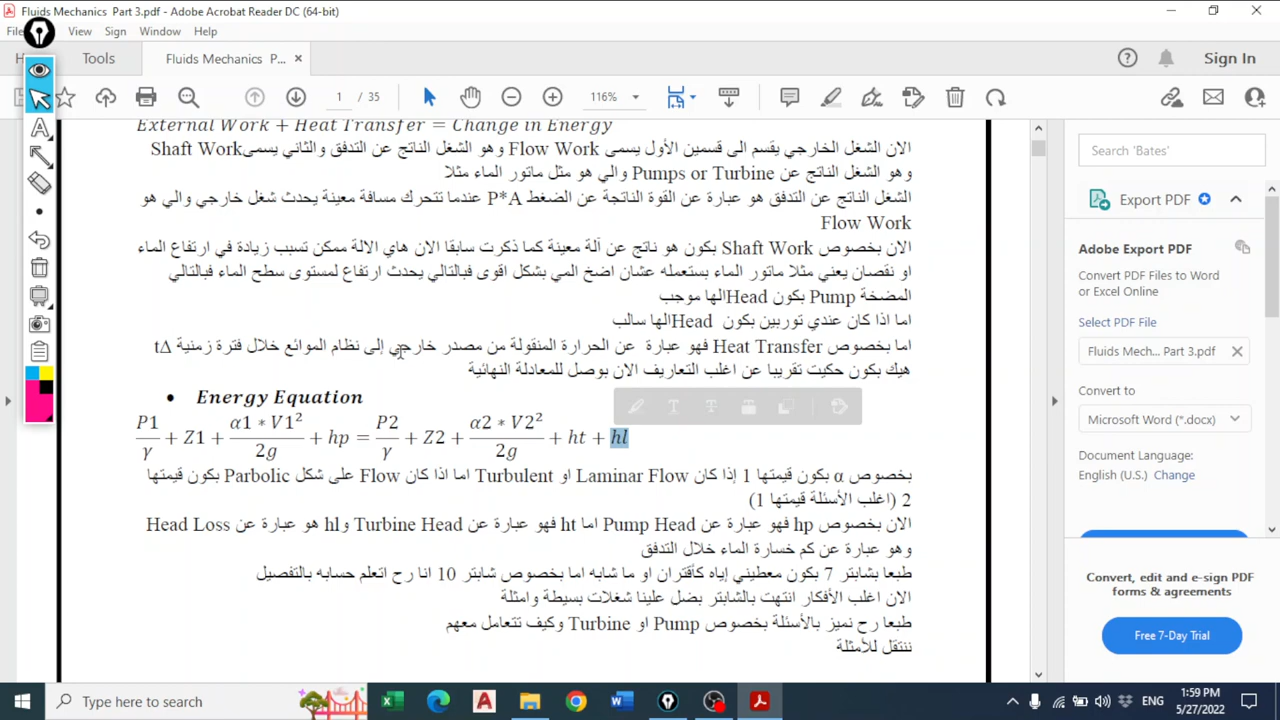 Fluids Mechanics Part 3.pdf - Adobe Acrobat Reader DC (64-bit)
View Sign Window Help
Tools
Fluids Mechanics P... ×
Sign In
1 / 35
116%
External Work + Heat Transfer = Change in Energy
الان الشغل الخارجي يقسم الى قسمين الأول يسمى Flow Work وهو الشغل الناتج عن التدفق والثاني يسمى Shaft Work
وهو الشغل الناتج عن Pumps or Turbine والي هو مثل ماتور الماء مثلا
الشغل الناتج عن التدفق هو عبارة عن القوة الناتجة عن الضغط P*A عندما تتحرك مسافة معينة يحدث شغل خارجي والي هو
Flow Work
الان بخصوص Shaft Work بكون هو ناتج عن آلة معينة كما ذكرت سابقا الان هاي الالة ممكن تسبب زيادة في ارتفاع الماء
او نقصان يعني مثلا ماتور الماء بستعمله عشان اضخ المي بشكل اقوى فبالتالي يحدث ارتفاع لمستوى سطح الماء فبالتالي
المضخة Pump بكون Head الها موجب
اما اذا كان عندي توربين بكون Head الها سالب
اما بخصوص Heat Transfer فهو عبارة عن الحرارة المنقولة من مصدر خارجي إلى نظام الموائع خلال فترة زمنية tΔ
هيك بكون حكيت تقريبا عن اغلب التعاريف الان بوصل للمعادلة النهائية
• Energy Equation
P1/γ + Z1 + α1 * V1²/2g + hp = P2/γ + Z2 + α2 * V2²/2g + ht + hl
بخصوص α بكون قيمتها 1 إذا كان Laminar Flow او Turbulent اما اذا كان Flow على شكل Parbolic بكون قيمتها
2 (اغلب الأسئلة قيمتها 1)
الان بخصوص hp فهو عبارة عن Pump Head اما ht فهو عبارة عن Turbine Head و hl هو عبارة عن Head Loss
وهو عبارة عن كم خسارة الماء خلال التدفق
طبعا بشابتر 7 بكون معطيني إياه كأقتران او ما شابه اما بخصوص شابتر 10 انا رح اتعلم حسابه بالتفصيل
الان اغلب الأفكار انتهت بالشابتر بضل علينا شغلات بسيطة وامثلة
طبعا رح نميز بالأسئلة بخصوص Pump او Turbine وكيف تتعامل معهم
ننتقل للأمثلة
Search 'Bates'
Export PDF
Adobe Export PDF
Convert PDF Files to Word
or Excel Online
Select PDF File
Fluids Mech... Part 3.pdf ×
Convert to
Microsoft Word (*.docx)
Document Language:
English (U.S.) Change
Convert, edit and e-sign PDF
forms & agreements
Free 7-Day Trial
Type here to search
ENG
1:59 PM
5/27/2022